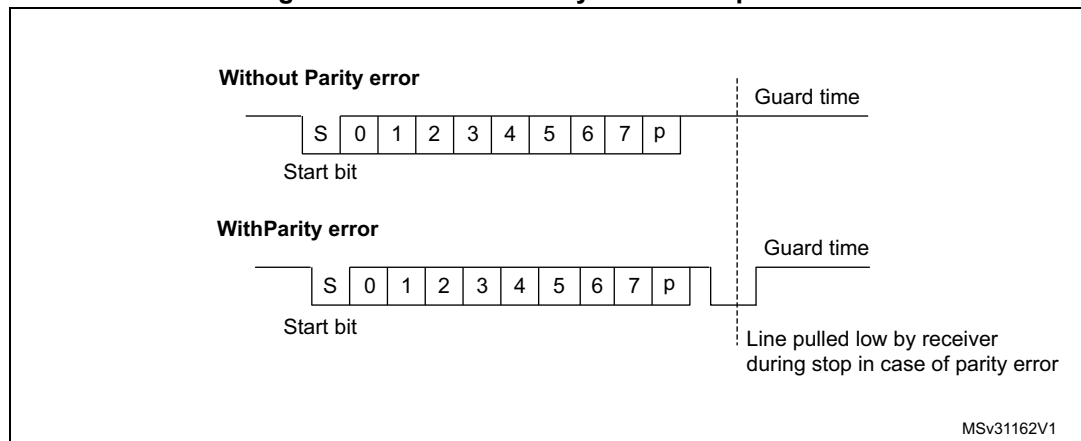 Without Parity error
Guard time
S 0 1 2 3 4 5 6 7 p
Start bit
WithParity error
Guard time
S 0 1 2 3 4 5 6 7 p
Start bit
Line pulled low by receiver
during stop in case of parity error
MSv31162V1